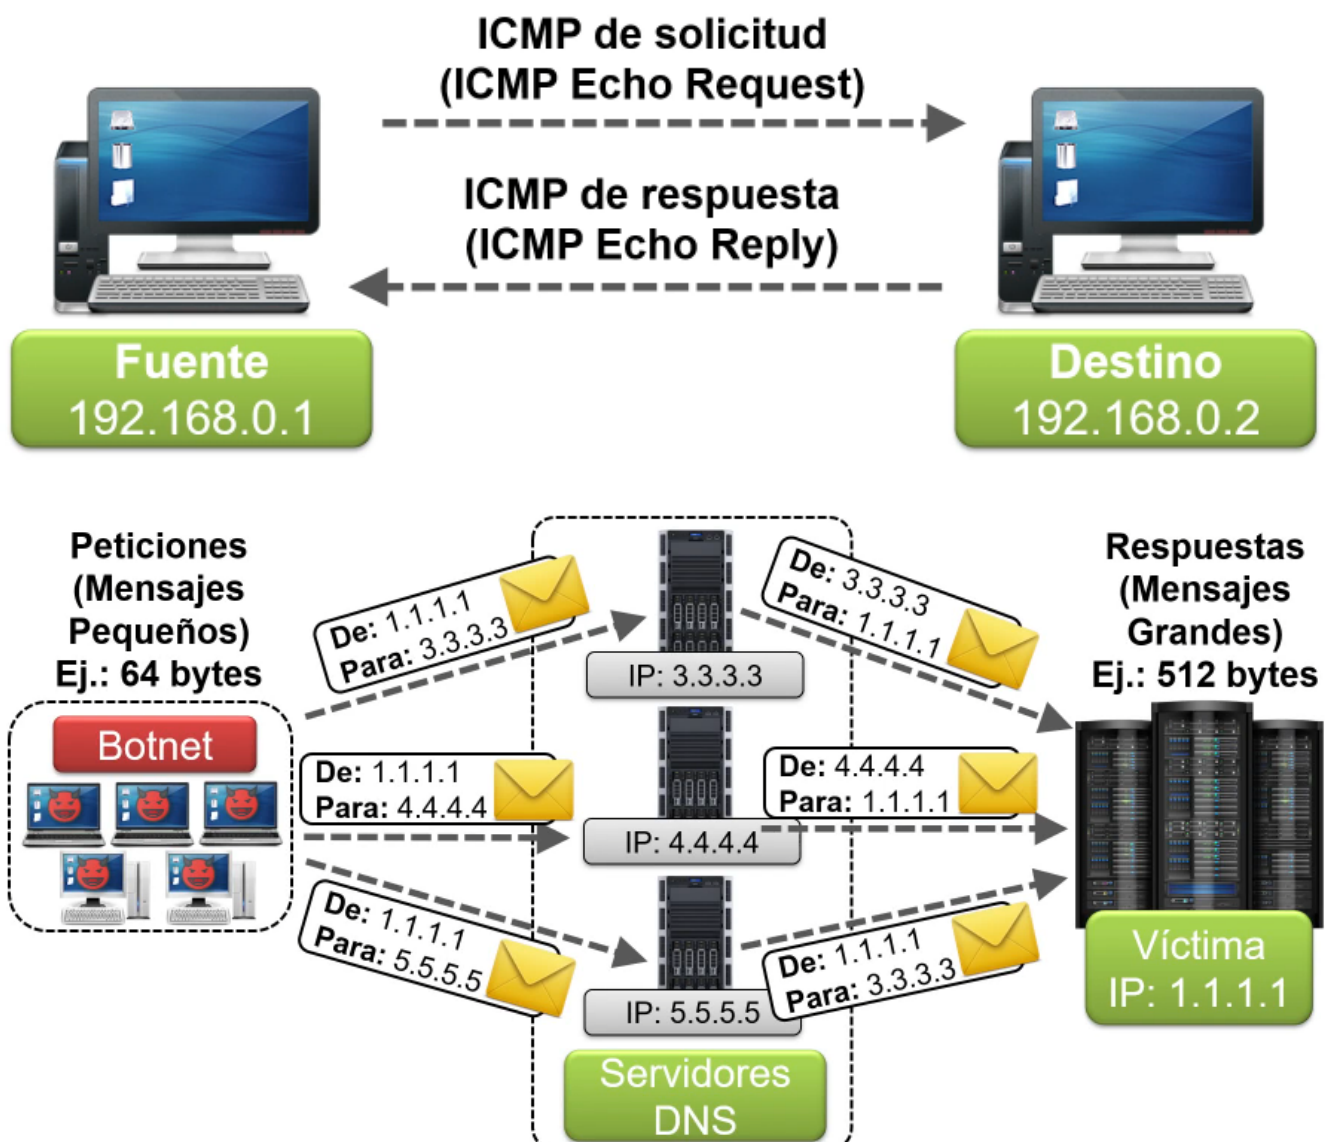 ICMP de solicitud
(ICMP Echo Request)
ICMP de respuesta
(ICMP Echo Reply)
Fuente
192.168.0.1
Destino
192.168.0.2
Peticiones
(Mensajes
Pequeños)
Ej.: 64 bytes
Botnet
De: 1.1.1.1
Para: 3.3.3.3
De: 1.1.1.1
Para: 4.4.4.4
De: 1.1.1.1
Para: 5.5.5.5
IP: 3.3.3.3
IP: 4.4.4.4
IP: 5.5.5.5
Servidores
DNS
De: 3.3.3.3
Para: 1.1.1.1
De: 4.4.4.4
Para: 1.1.1.1
De: 1.1.1.1
Para: 3.3.3.3
Respuestas
(Mensajes
Grandes)
Ej.: 512 bytes
Víctima
IP: 1.1.1.1